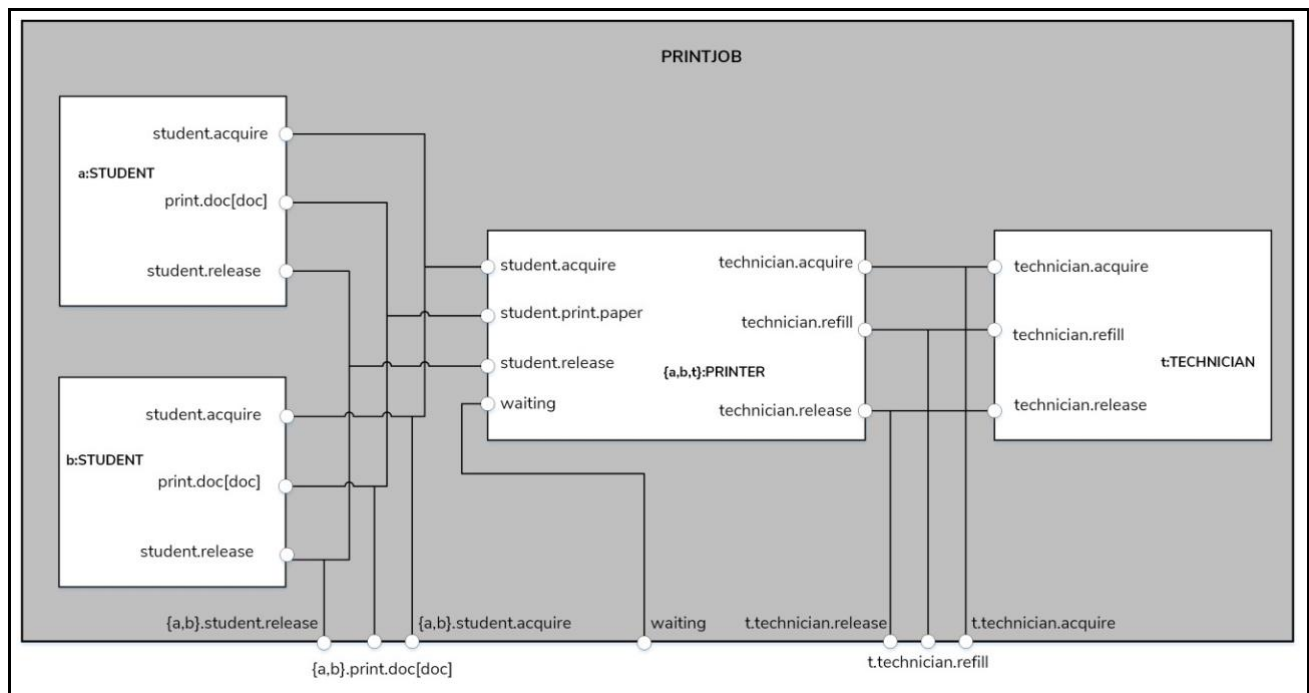 PRINTJOB
student.acquire
a:STUDENT
print.doc[doc]
student.release
student.acquire
student.print.paper
student.release
waiting
{a,b,t}:PRINTER
technician.acquire
technician.refill
technician.release
technician.acquire
technician.refill
t:TECHNICIAN
technician.release
student.acquire
b:STUDENT
print.doc[doc]
student.release
{a,b}.student.release
{a,b}.print.doc[doc]
{a,b}.student.acquire
waiting
t.technician.release
t.technician.refill
t.technician.acquire